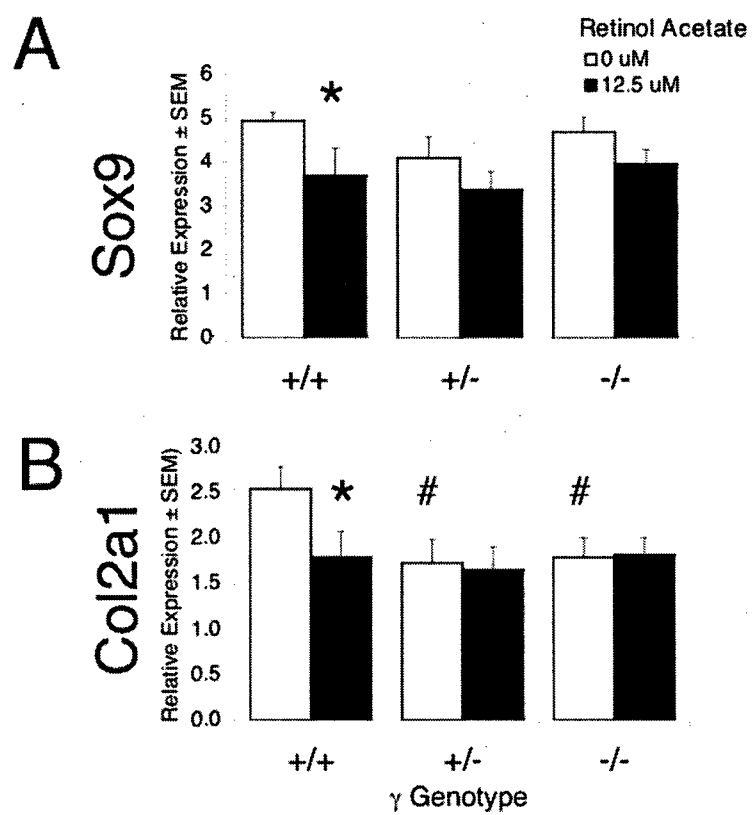 A
Retinol Acetate
0 uM
12.5 uM
Sox9
Relative Expression ± SEM
6
5
4
3
2
1
0
*
+/+ +/- -/-
B
Col2a1
Relative Expression ± SEM)
3.0
2.5
2.0
1.5
1.0
0.5
0.0
* # #
+/+ +/- -/-
γ Genotype